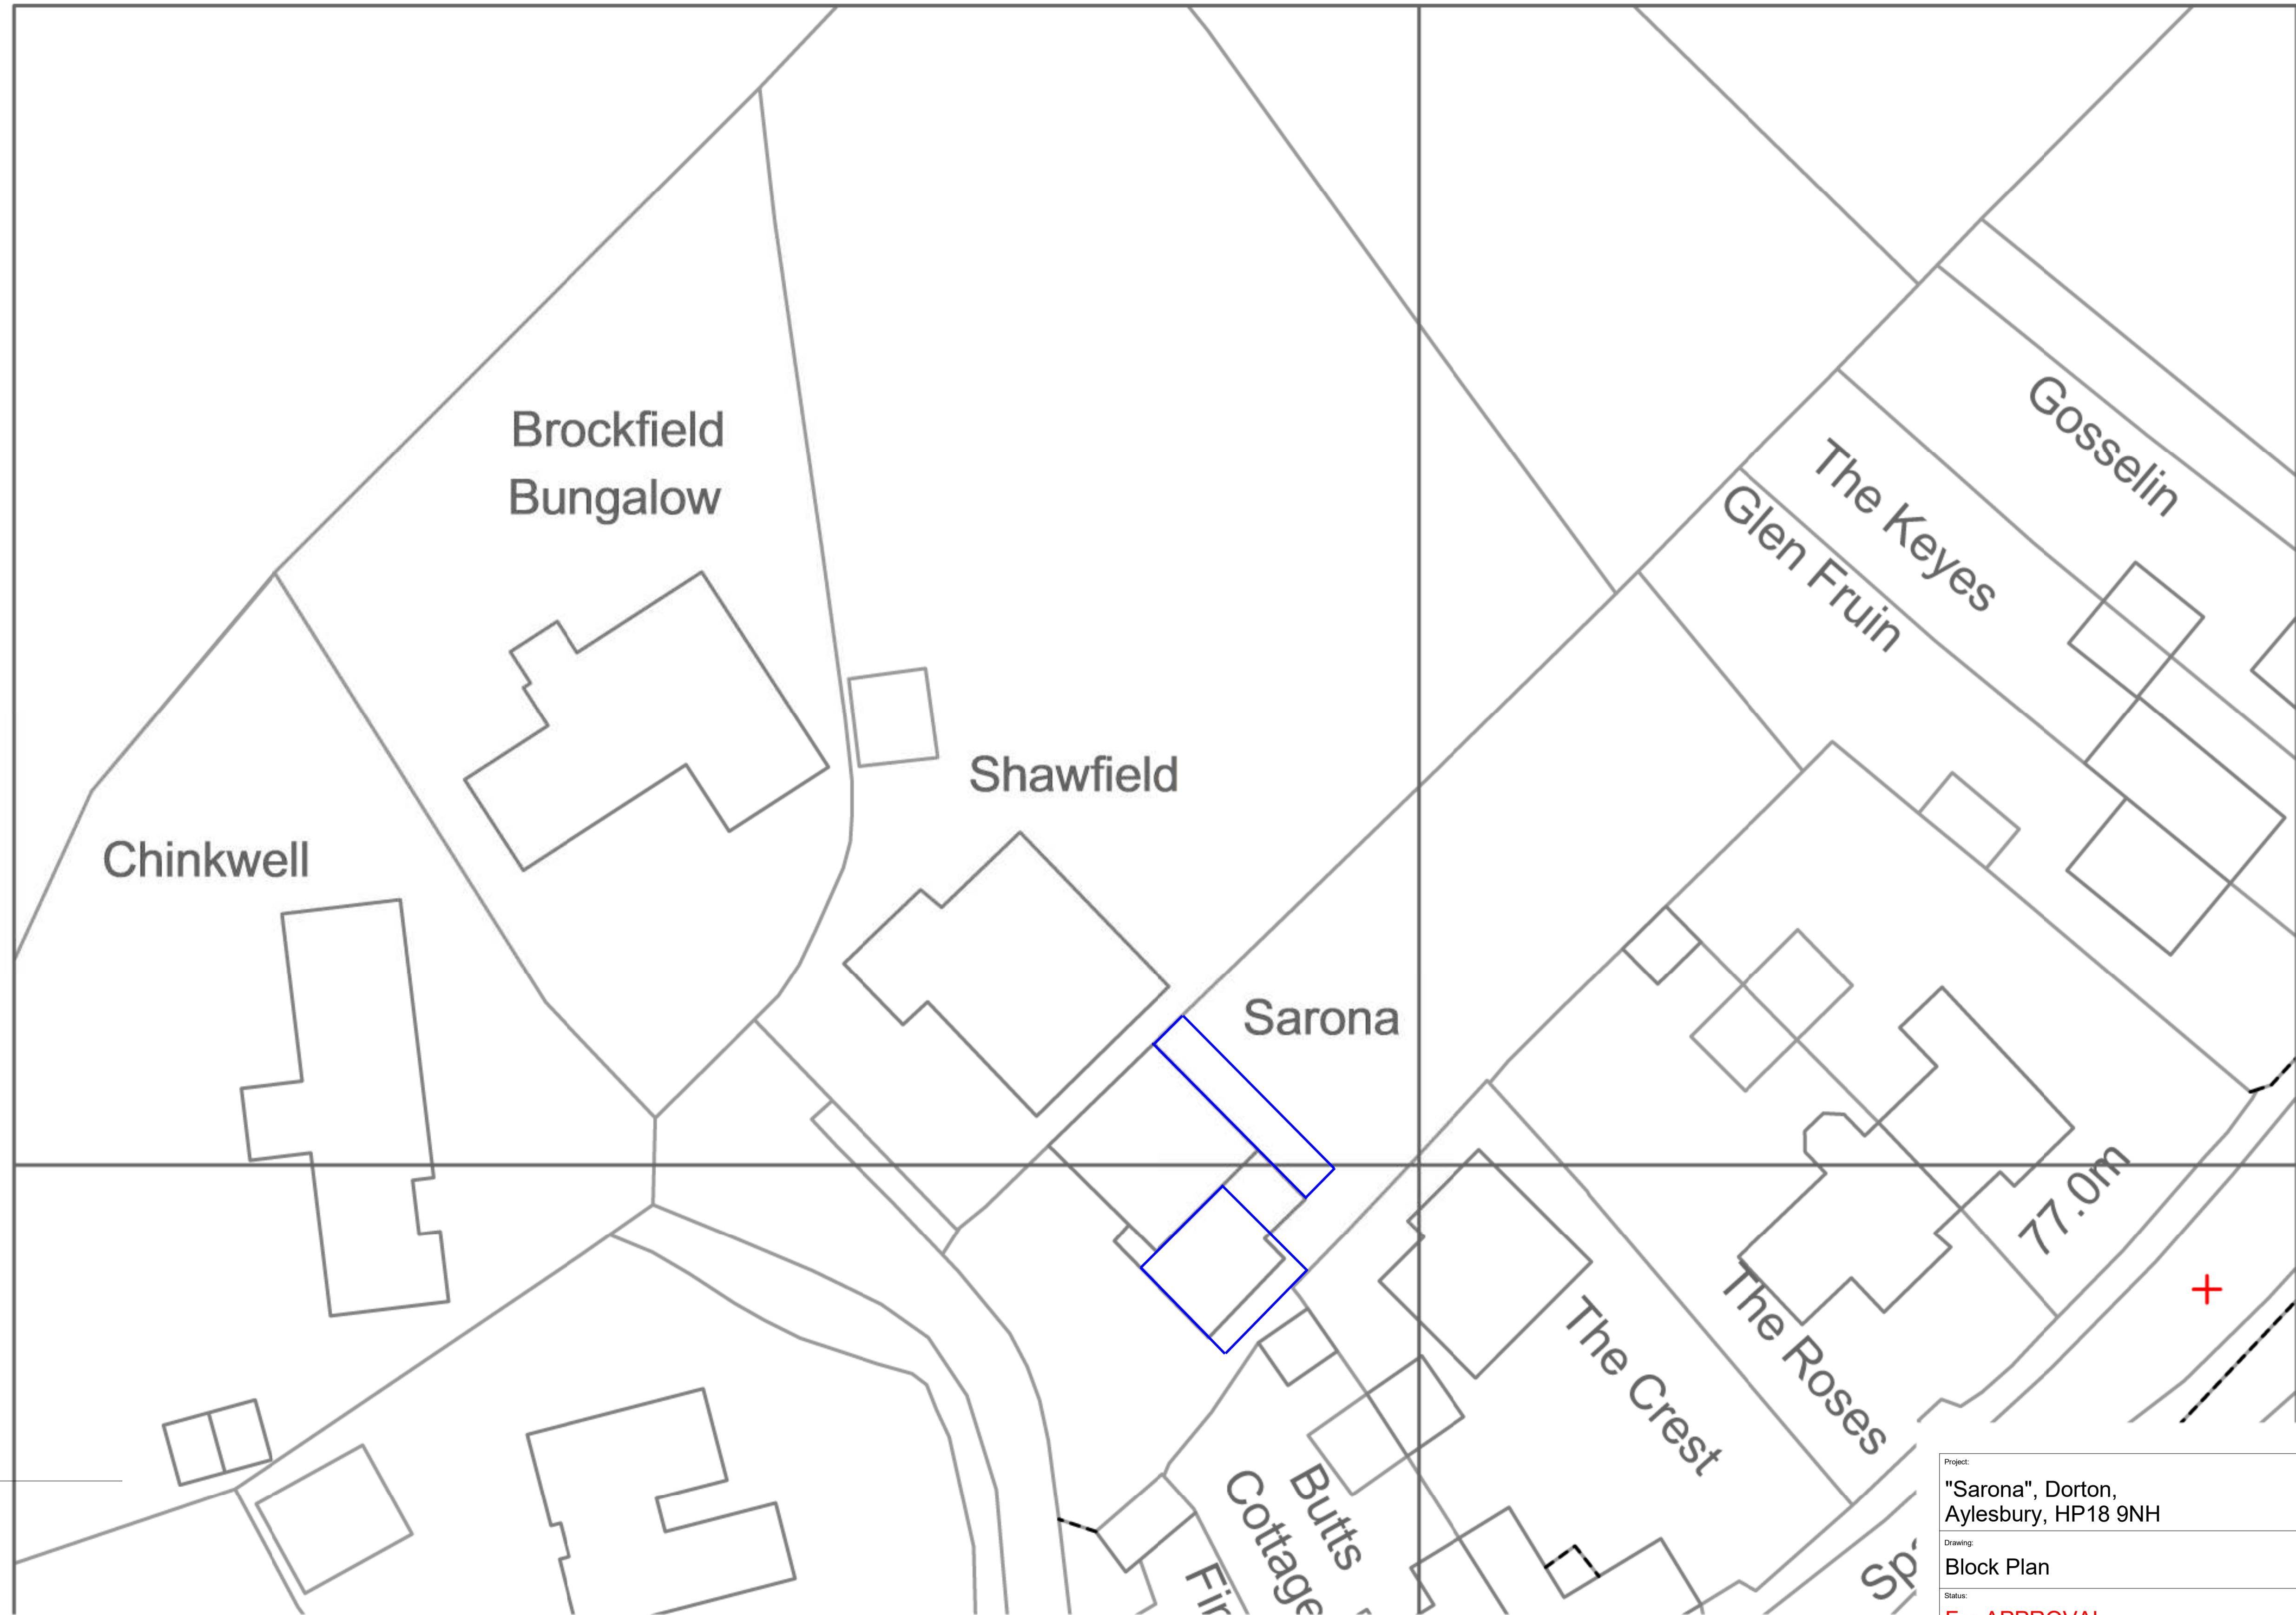 Gosselin
Brockfield
Bungalow
The Keyes
Glen Fruin
Shawfield
Chinkwell
Sarona
77.0m
The Roses
The Crest
Butts
Cottage
Project:
"Sarona", Dorton,
Aylesbury, HP18 9NH
Drawing:
Block Plan
Status: